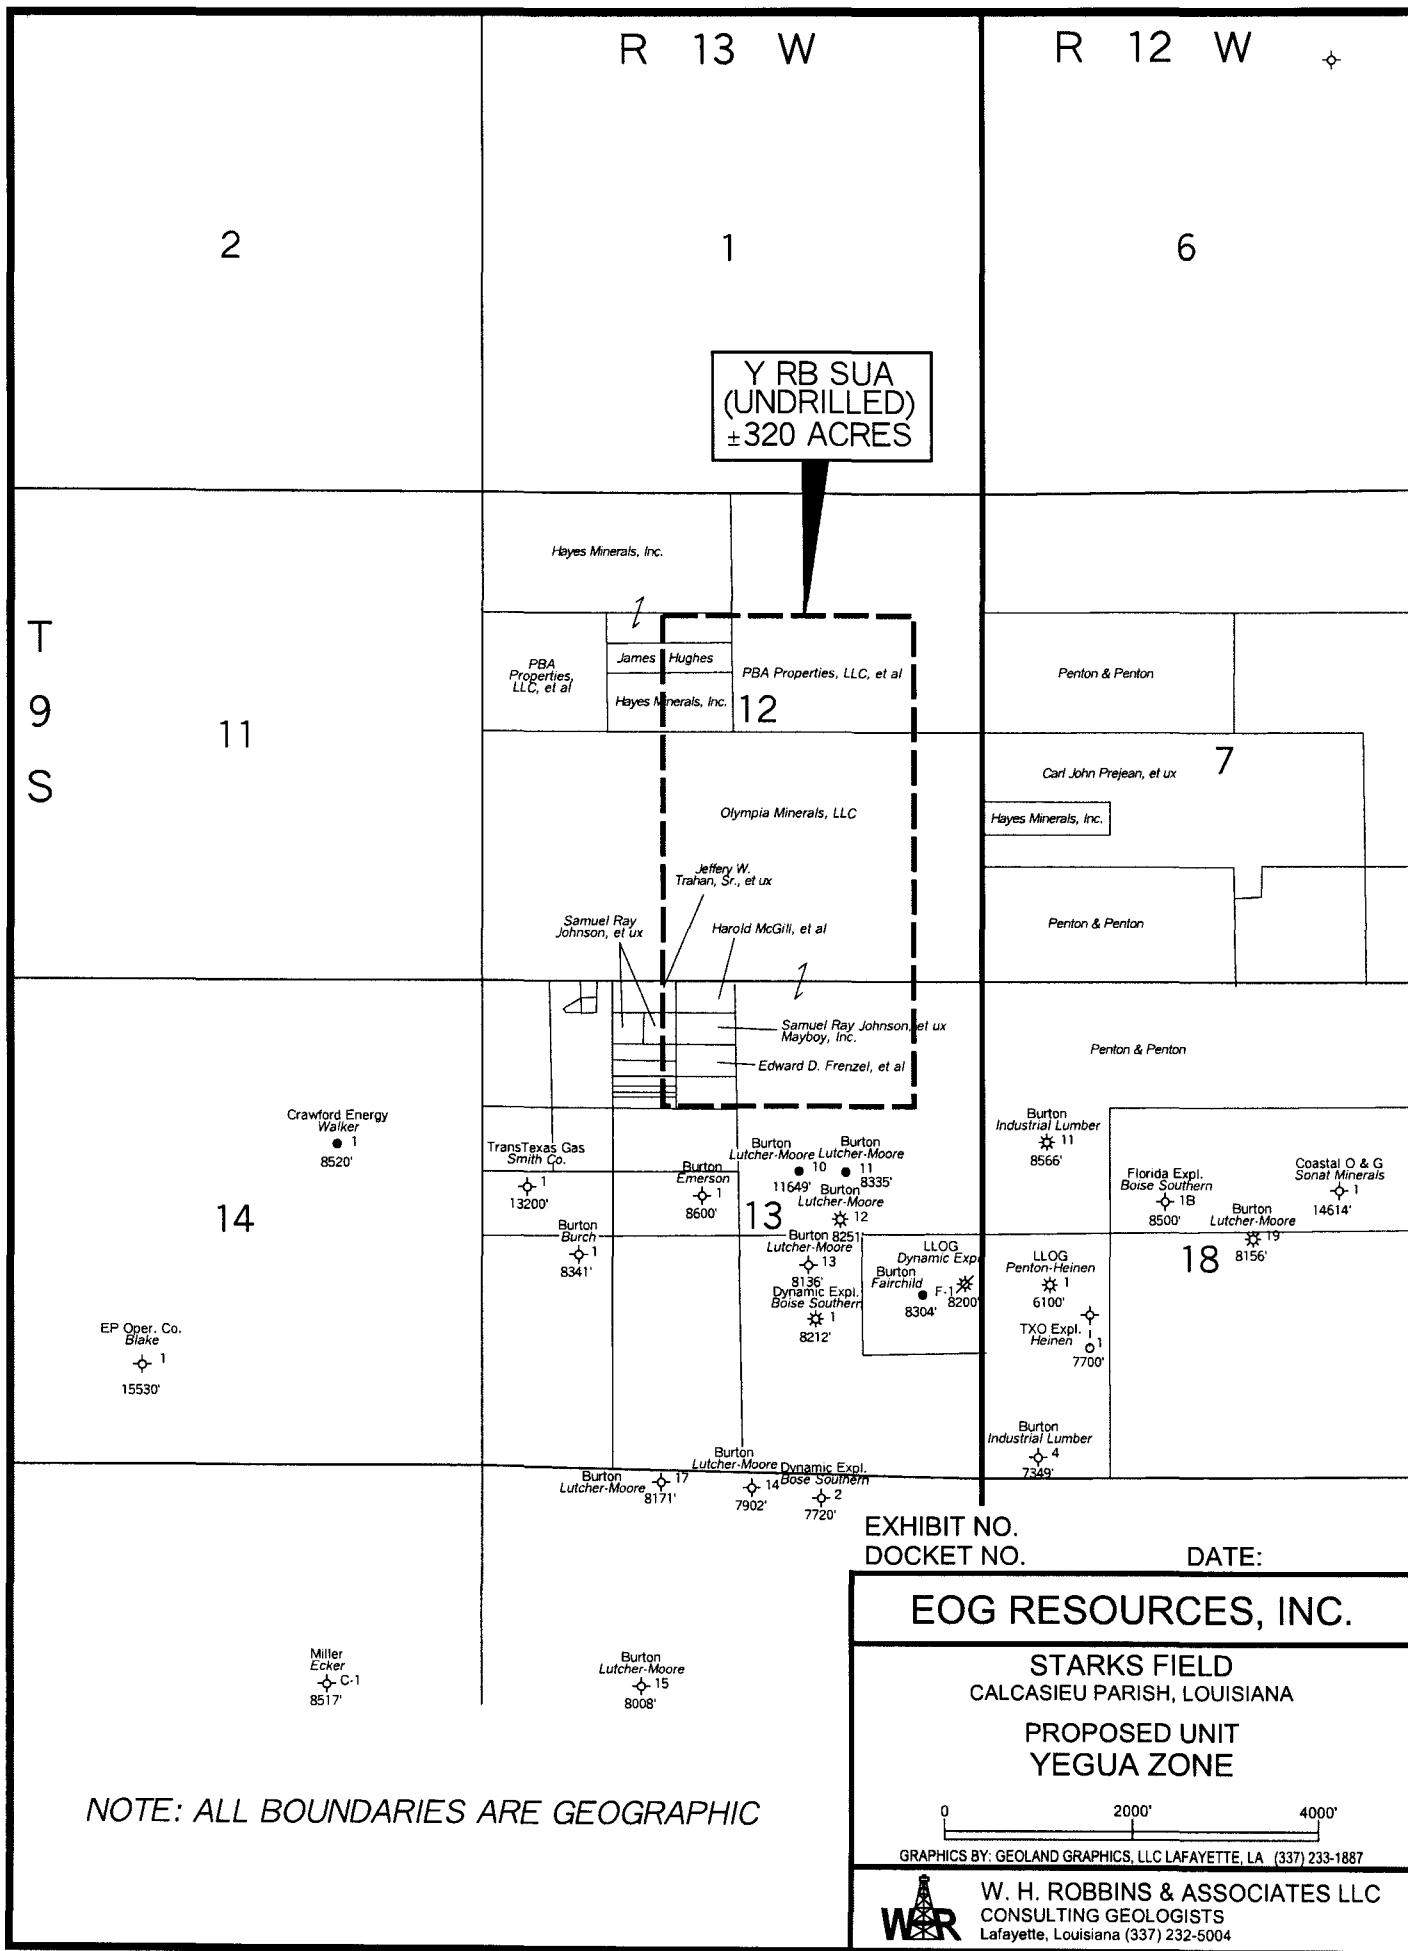 R 13 W
R 12 W
2
1
6
Y RB SUA
(UNDRILLED)
±320 ACRES
T
9
S
11
12
7
Hayes Minerals, Inc.
PBA
Properties,
LLC, et al
James Hughes
Hayes Minerals, Inc.
PBA Properties, LLC, et al
Penton & Penton
Carl John Prejean, et ux
Hayes Minerals, Inc.
Olympia Minerals, LLC
Jeffery W.
Trahan, Sr., et ux
Samuel Ray
Johnson, et ux
Harold McGill, et al
Penton & Penton
Samuel Ray Johnson, et ux
Mayboy, Inc.
Edward D. Frenzel, et al
Penton & Penton
14
13
18
Crawford Energy
Walker
1
8520'
TransTexas Gas
Smith Co.
1
13200'
Burton
Emerson
1
8600'
Burton
Lutcher-Moore
10
11649'
Burton
Lutcher-Moore
11
8335'
Burton
Lutcher-Moore
12
8251'
Burton
Industrial Lumber
11
8566'
Florida Expl.
Boise Southern
1B
8500'
Coastal O & G
Sonat Minerals
1
14614'
Burton
Lutcher-Moore
19
8156'
Burton
Burch
1
8341'
Burton
Lutcher-Moore
13
8136'
Dynamic Expl.
Boise Southern
1
8212'
LLOG
Dynamic Expl
8200'
Burton
Fairchild
F-1
8304'
LLOG
Penton-Heinen
1
6100'
TXO Expl.
Heinen
1
7700'
EP Oper. Co.
Blake
1
15530'
Burton
Industrial Lumber
4
7349'
Burton
Lutcher-Moore
17
8171'
Burton
Lutcher-Moore
14
7902'
Dynamic Expl.
Bose Southern
2
7720'
Miller
Ecker
C-1
8517'
Burton
Lutcher-Moore
15
8008'
NOTE: ALL BOUNDARIES ARE GEOGRAPHIC
EXHIBIT NO.
DOCKET NO. DATE:
EOG RESOURCES, INC.
STARKS FIELD
CALCASIEU PARISH, LOUISIANA
PROPOSED UNIT
YEGUA ZONE
0 2000' 4000'
GRAPHICS BY: GEOLAND GRAPHICS, LLC LAFAYETTE, LA (337) 233-1887
W R
W. H. ROBBINS & ASSOCIATES LLC
CONSULTING GEOLOGISTS
Lafayette, Louisiana (337) 232-5004